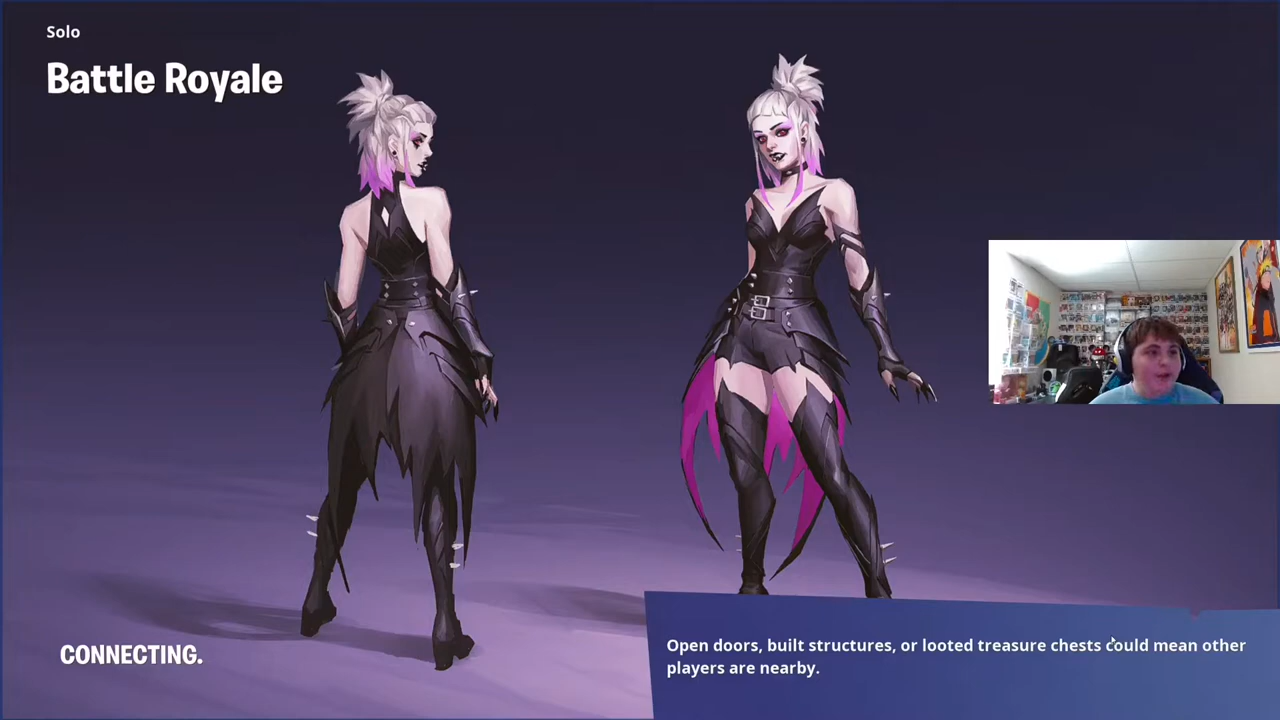 Solo
Battle Royale
CONNECTING.
Open doors, built structures, or looted treasure chests could mean other
players are nearby.